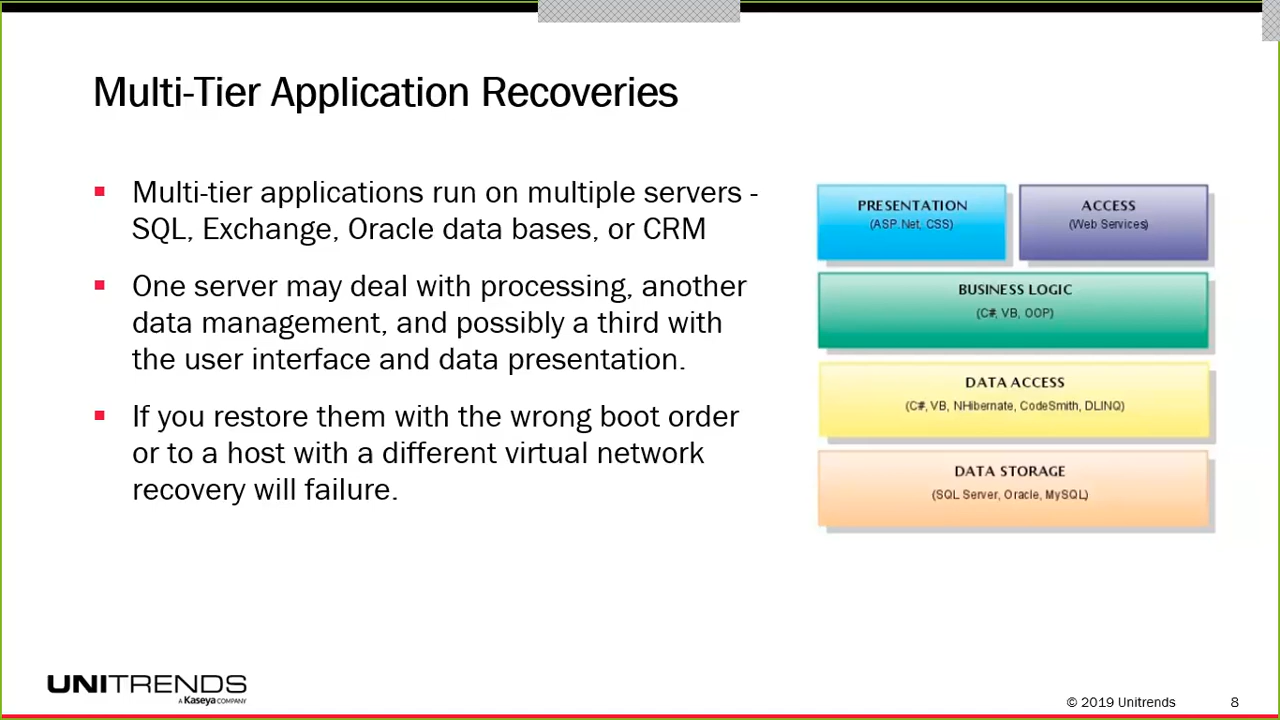 Multi-Tier Application Recoveries
Multi-tier applications run on multiple servers -
SQL, Exchange, Oracle data bases, or CRM
One server may deal with processing, another
data management, and possibly a third with
the user interface and data presentation.
If you restore them with the wrong boot order
or to a host with a different virtual network
recovery will failure.
PRESENTATION
(ASP.Net, CSS)
ACCESS
(Web Services)
BUSINESS LOGIC
(C#, VB, OOP)
DATA ACCESS
(C#, VB, NHibernate, CodeSmith, DLINQ)
DATA STORAGE
(SQL Server, Oracle, MySQL)
UNITRENDS
A Kaseya COMPANY
© 2019 Unitrends
8